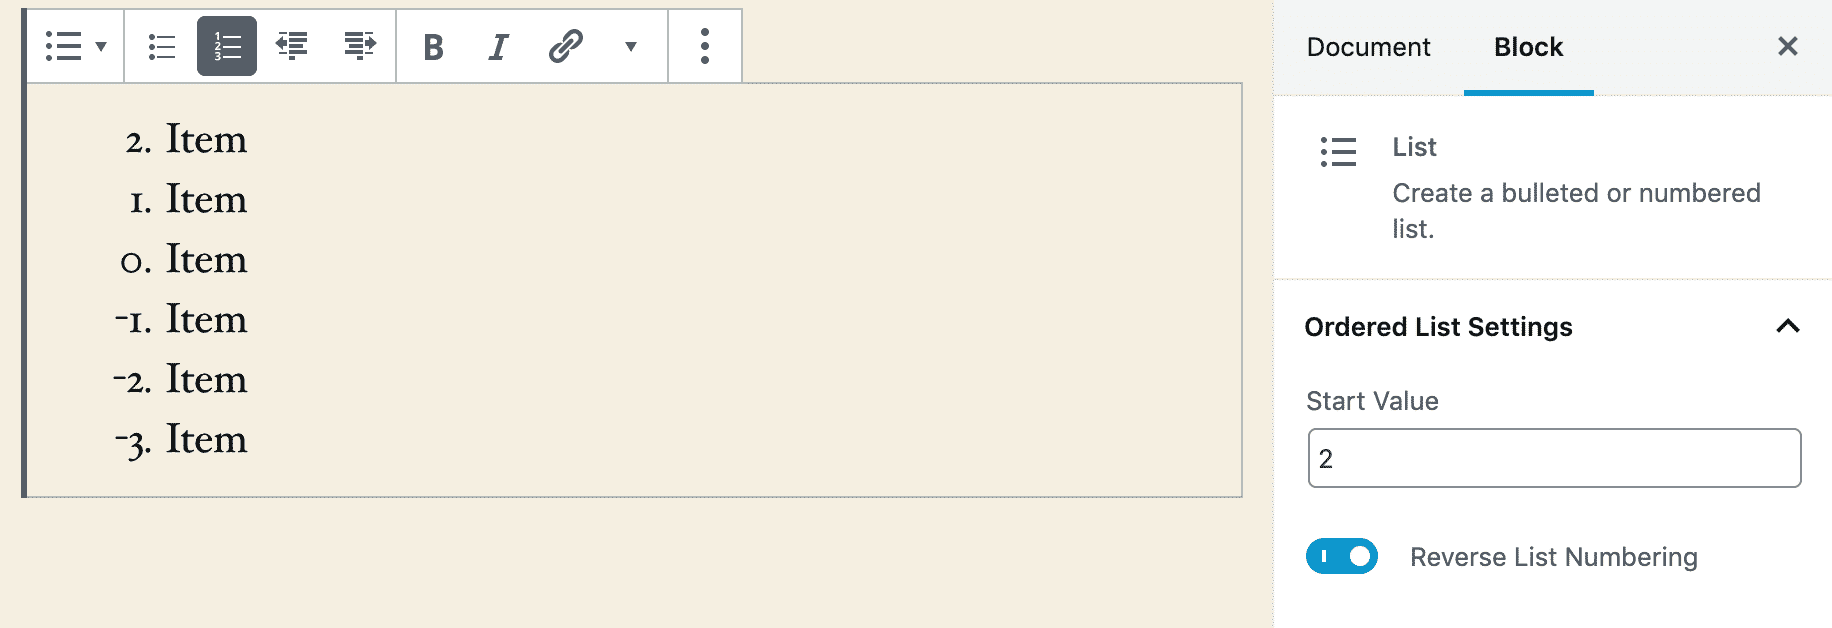 B I
2. Item
1. Item
0. Item
-1. Item
-2. Item
-3. Item
Document Block
List
Create a bulleted or numbered
list.
Ordered List Settings
Start Value
2
Reverse List Numbering